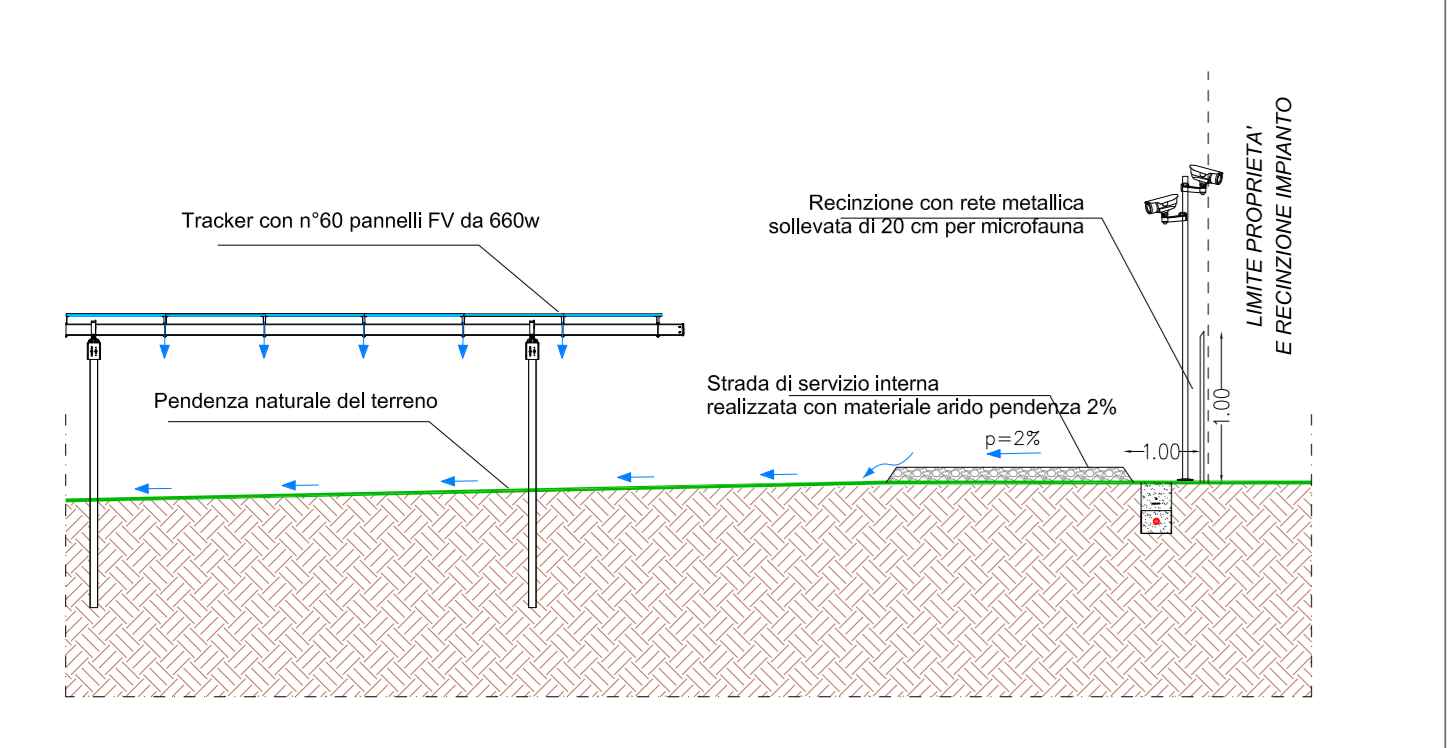 Tracker con n°60 pannelli FV da 660w
Recinzione con rete metallica
sollevata di 20 cm per microfauna
LIMITE PROPRIETA'
E RECINZIONE IMPIANTO
Pendenza naturale del terreno
Strada di servizio interna
realizzata con materiale arido pendenza 2%
p=2%
1.00
1.00